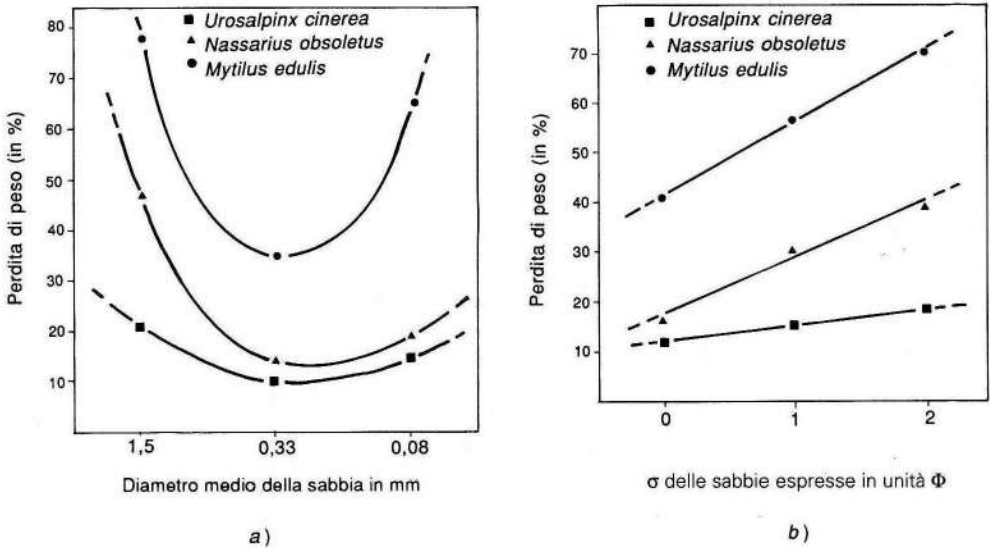 80
70
60
50
40
30
20
10
Perdita di peso (in %)
■ Urosalpinx cinerea
▲ Nassarius obsoletus
● Mytilus edulis
1,5 0,33 0,08
Diametro medio della sabbia in mm
a)
70
60
50
40
30
20
10
Perdita di peso (in %)
■ Urosalpinx cinerea
▲ Nassarius obsoletus
● Mytilus edulis
0 1 2
σ delle sabbie espresse in unità Φ
b)